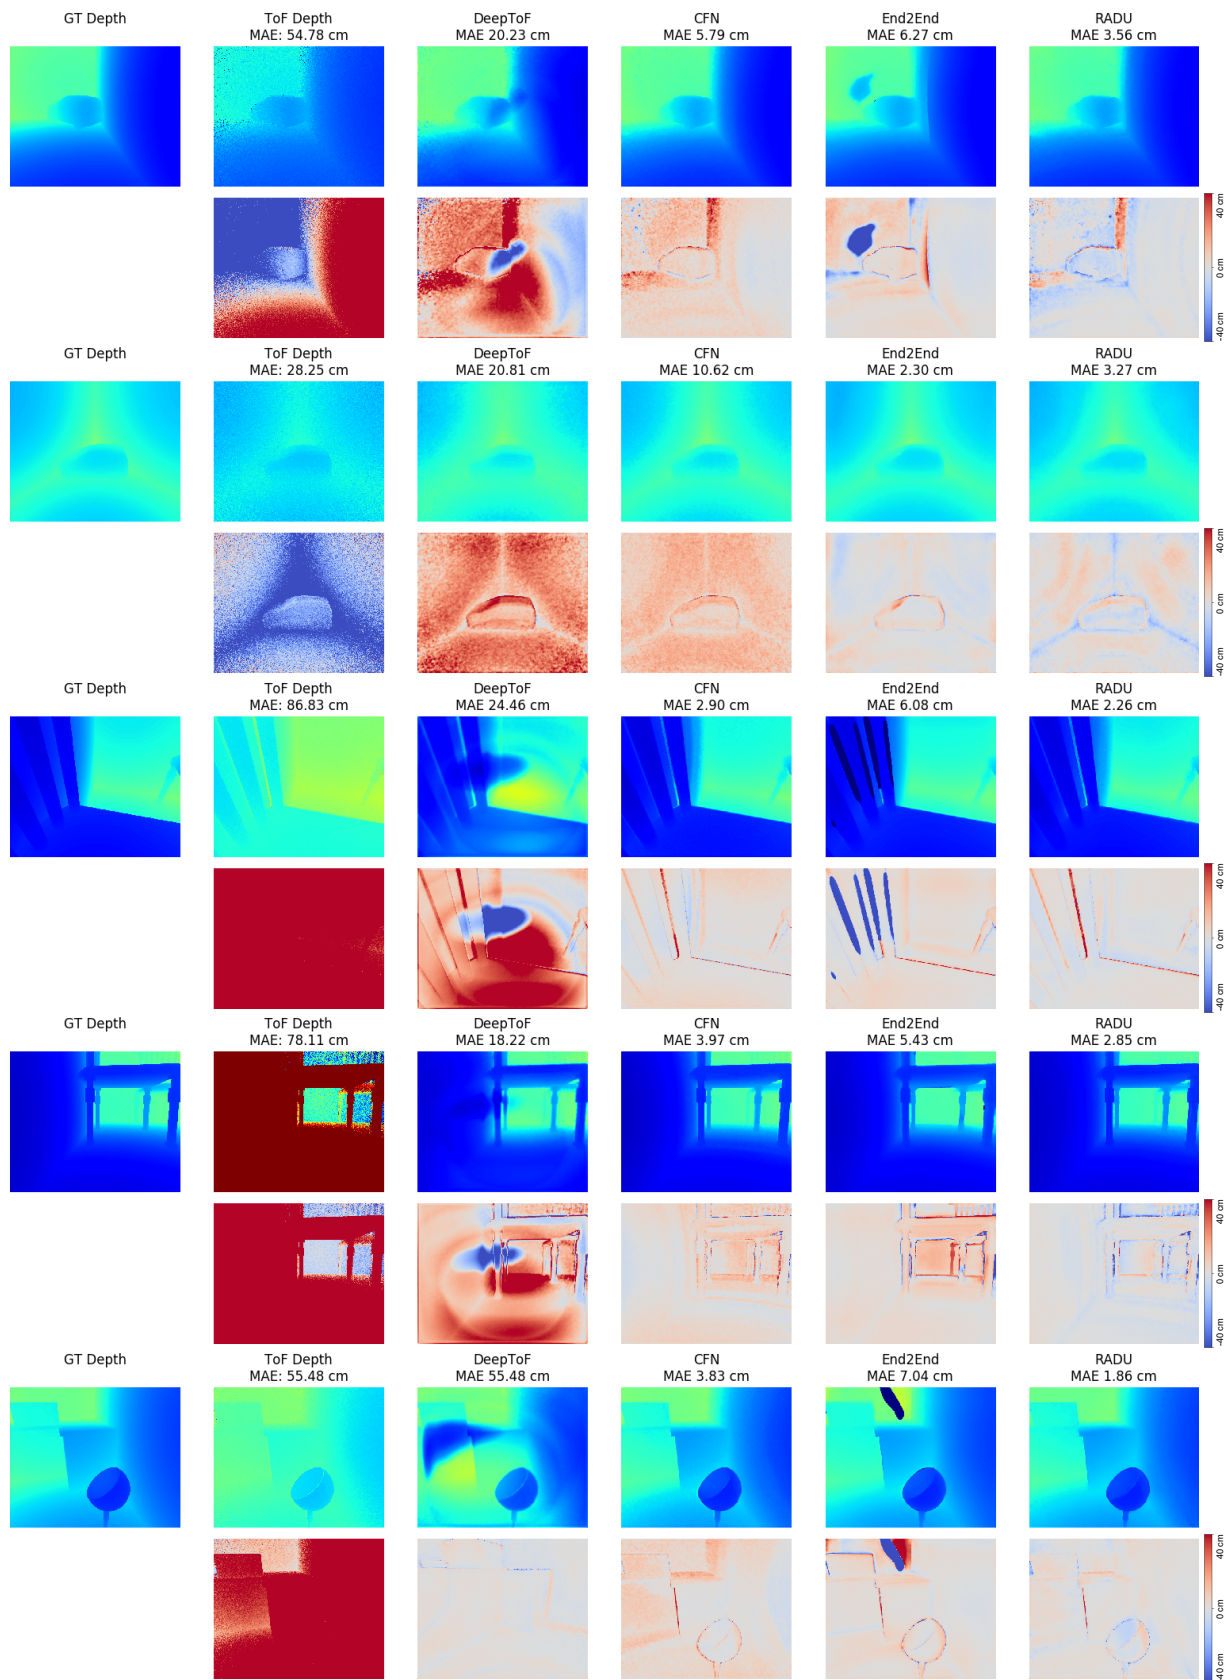 GT Depth
ToF Depth
MAE: 54.78 cm
DeepToF
MAE 20.23 cm
CFN
MAE 5.79 cm
End2End
MAE 6.27 cm
RADU
MAE 3.56 cm
40 cm
0 cm
-40 cm
GT Depth
ToF Depth
MAE: 28.25 cm
DeepToF
MAE 20.81 cm
CFN
MAE 10.62 cm
End2End
MAE 2.30 cm
RADU
MAE 3.27 cm
40 cm
0 cm
-40 cm
GT Depth
ToF Depth
MAE: 86.83 cm
DeepToF
MAE 24.46 cm
CFN
MAE 2.90 cm
End2End
MAE 6.08 cm
RADU
MAE 2.26 cm
40 cm
0 cm
-40 cm
GT Depth
ToF Depth
MAE: 78.11 cm
DeepToF
MAE 18.22 cm
CFN
MAE 3.97 cm
End2End
MAE 5.43 cm
RADU
MAE 2.85 cm
40 cm
0 cm
-40 cm
GT Depth
ToF Depth
MAE: 55.48 cm
DeepToF
MAE 55.48 cm
CFN
MAE 3.83 cm
End2End
MAE 7.04 cm
RADU
MAE 1.86 cm
40 cm
0 cm
-40 cm